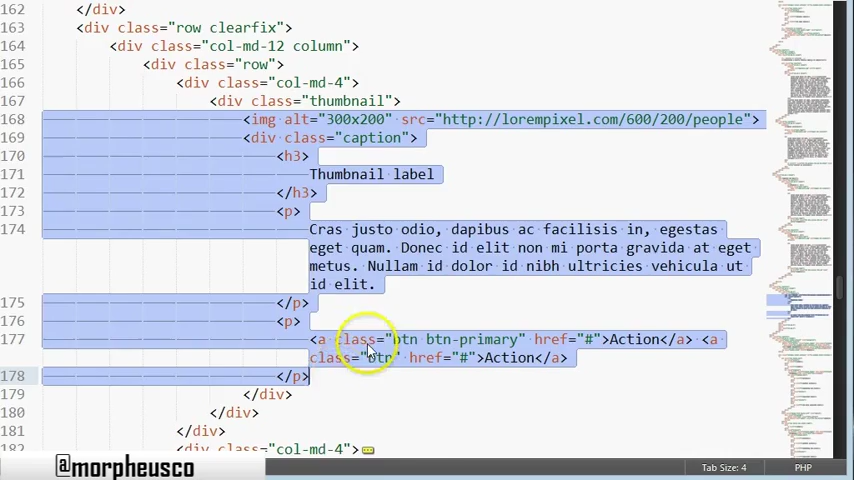 162 </div>
163 <div class="row clearfix">
164 <div class="col-md-12 column">
165 <div class="row">
166 <div class="col-md-4">
167 <div class="thumbnail">
168 <img alt="300x200" src="http://lorempixel.com/600/200/people">
169 <div class="caption">
170 <h3>
171 Thumbnail label
172 </h3>
173 <p>
174 Cras justo odio, dapibus ac facilisis in, egestas
eget quam. Donec id elit non mi porta gravida at eget
metus. Nullam id dolor id nibh ultricies vehicula ut
id elit.
175 </p>
176 <p>
177 <a class="btn btn-primary" href="#">Action</a> <a
class="btn" href="#">Action</a>
178 </p>
179 </div>
180 </div>
181 </div>
182 <div class="col-md-4">
@morpheusco
Tab Size: 4 PHP